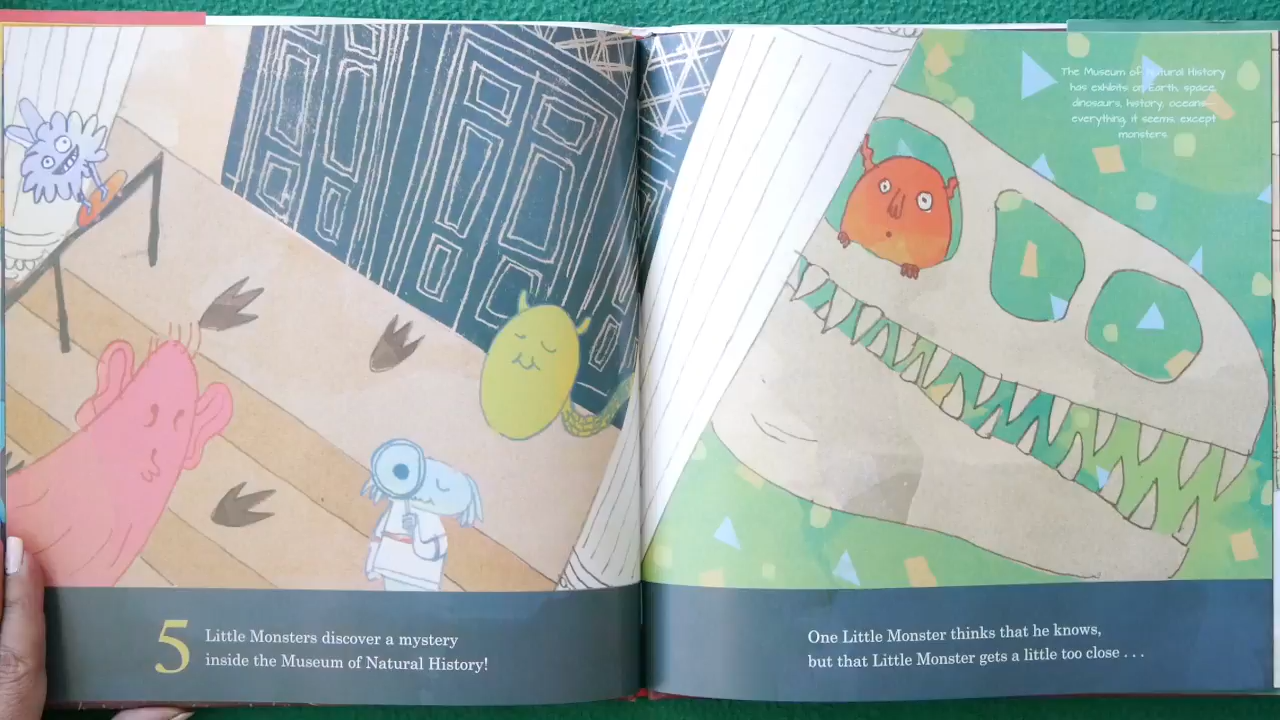 5
Little Monsters discover a mystery
inside the Museum of Natural History!
The Museum of Natural History
has exhibits on Earth, space,
dinosaurs, history, oceans—
everything, it seems, except
monsters.
One Little Monster thinks that he knows,
but that Little Monster gets a little too close . . .